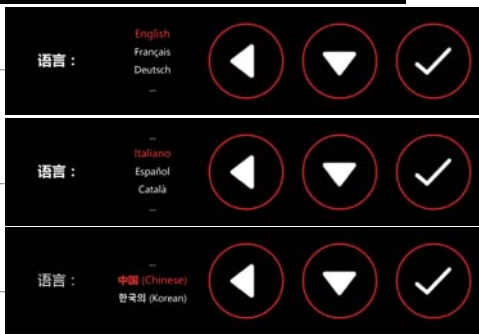 语言：
English
Français
Deutsch
...
语言：
...
Italiano
Español
Català
...
语言：
...
中国 (Chinese)
한국의 (Korean)